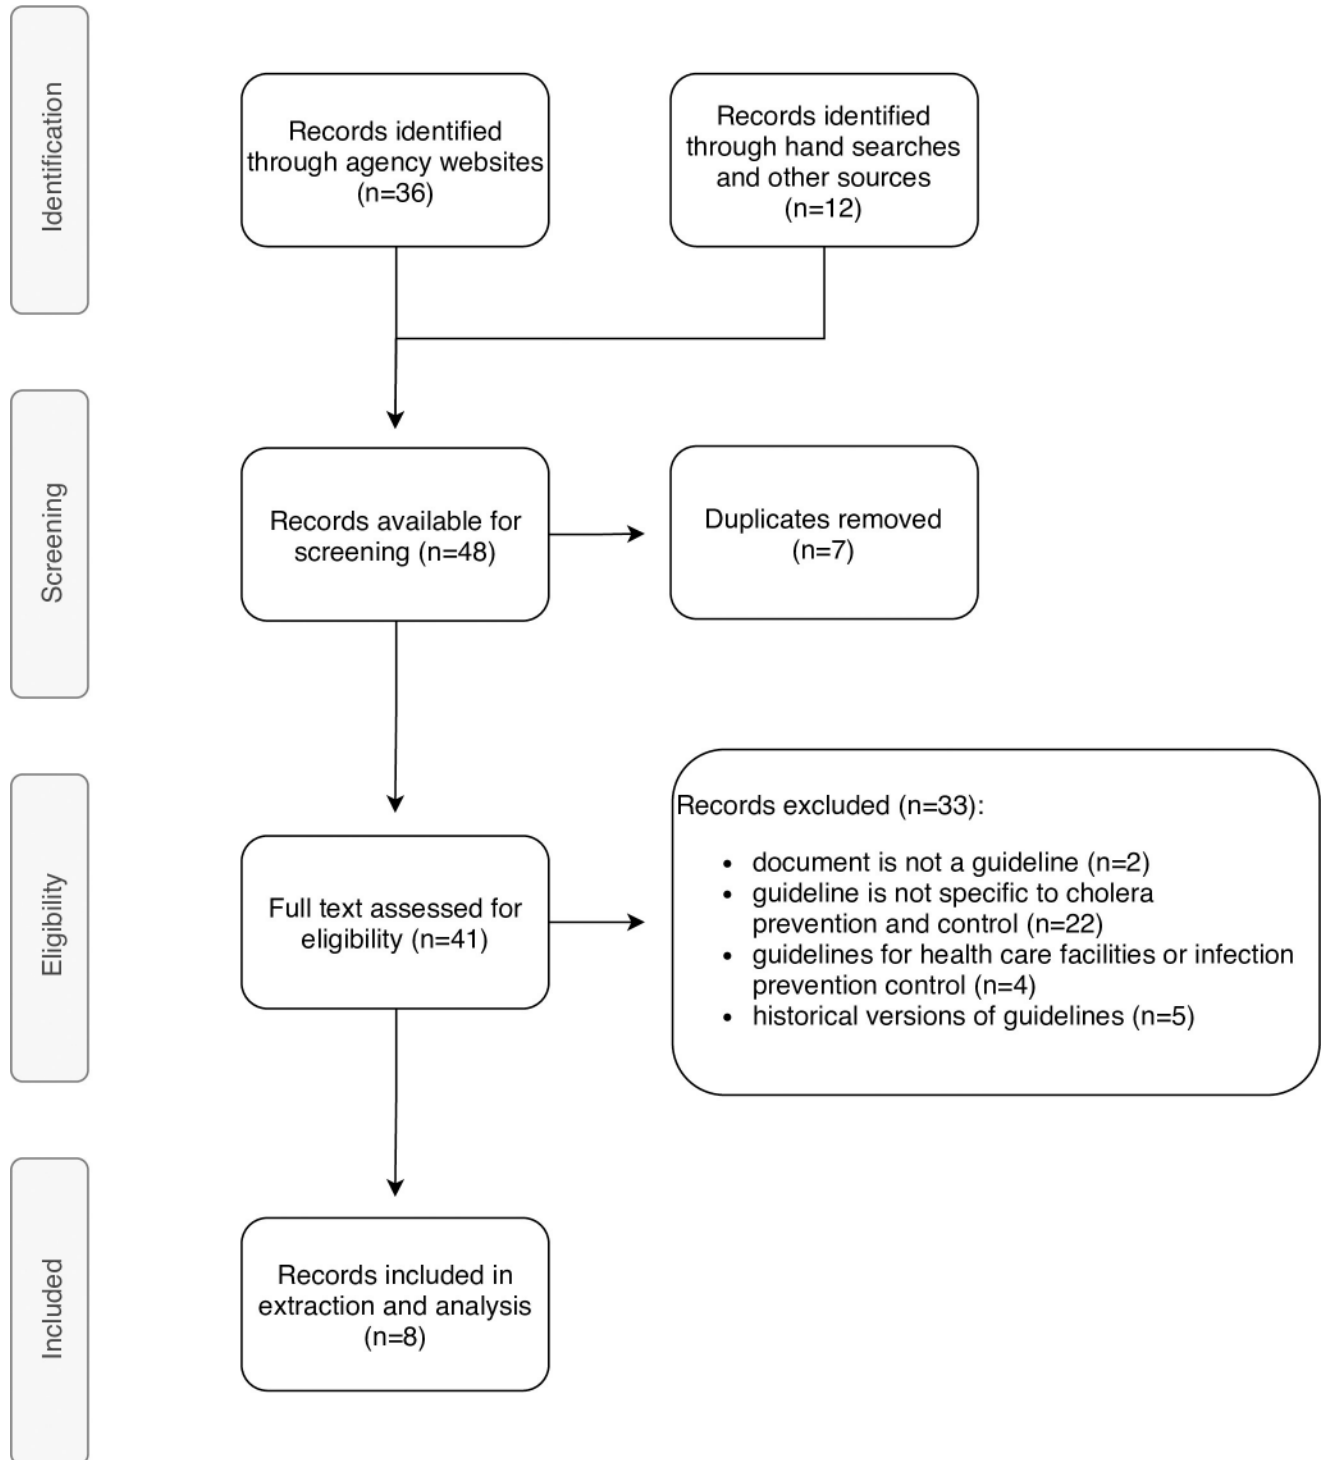 Identification
Records identified
through agency websites
(n=36)
Records identified
through hand searches
and other sources
(n=12)
Screening
Records available for
screening (n=48)
Duplicates removed
(n=7)
Eligibility
Full text assessed for
eligibility (n=41)
Records excluded (n=33):
• document is not a guideline (n=2)
• guideline is not specific to cholera
prevention and control (n=22)
• guidelines for health care facilities or infection
prevention control (n=4)
• historical versions of guidelines (n=5)
Included
Records included in
extraction and analysis
(n=8)